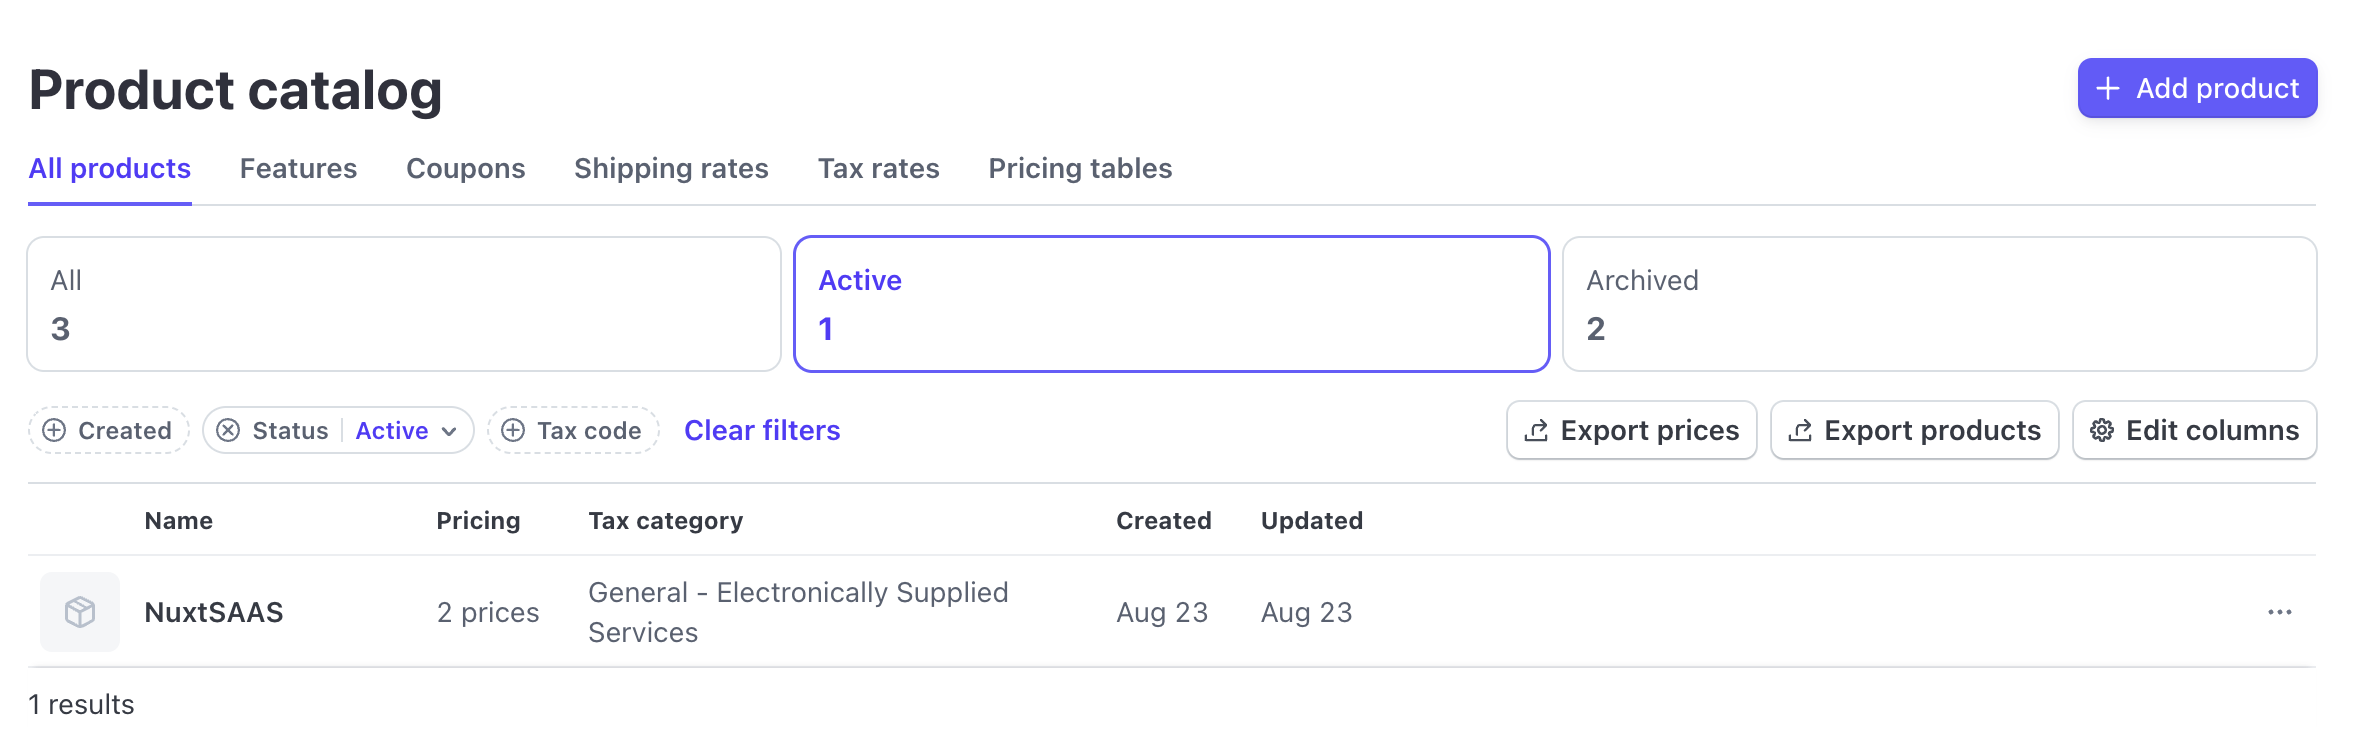 Product catalog
Add product
All products
Features
Coupons
Shipping rates
Tax rates
Pricing tables
All
3
Active
1
Archived
2
Created
Status
Active
Tax code
Clear filters
Export prices
Export products
Edit columns
Name
Pricing
Tax category
Created
Updated
NuxtSAAS
2 prices
General - Electronically Supplied
Services
Aug 23
Aug 23
1 results